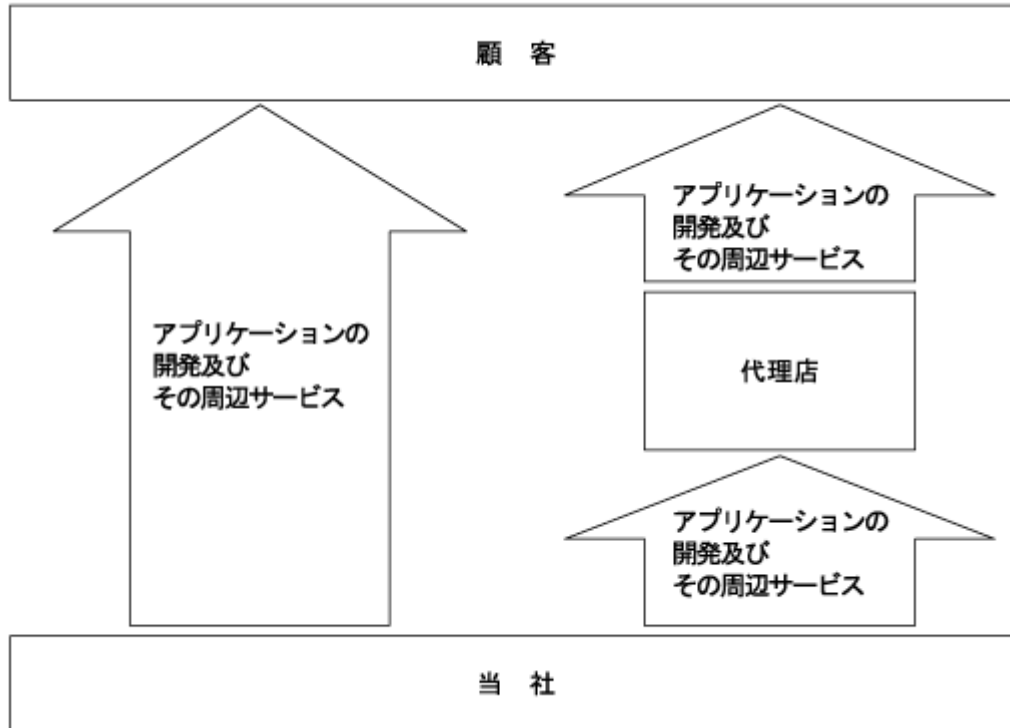 顧　客
アプリケーションの
開発及び
その周辺サービス
アプリケーションの
開発及び
その周辺サービス
代理店
アプリケーションの
開発及び
その周辺サービス
当　社